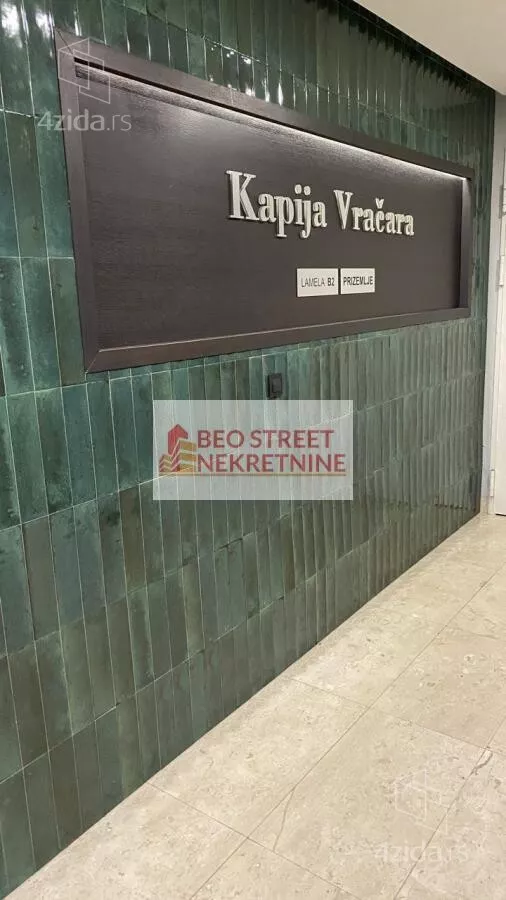 4zida.rs
Kapija Vračara
LAMELA B2 PRIZEMLJE
BEO STREET
NEKRETNINE
4zida.rs